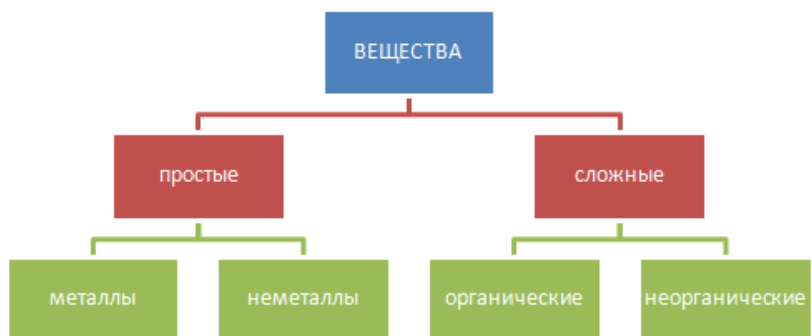 ВЕЩЕСТВА
простые
сложные
металлы
неметаллы
органические
неорганические